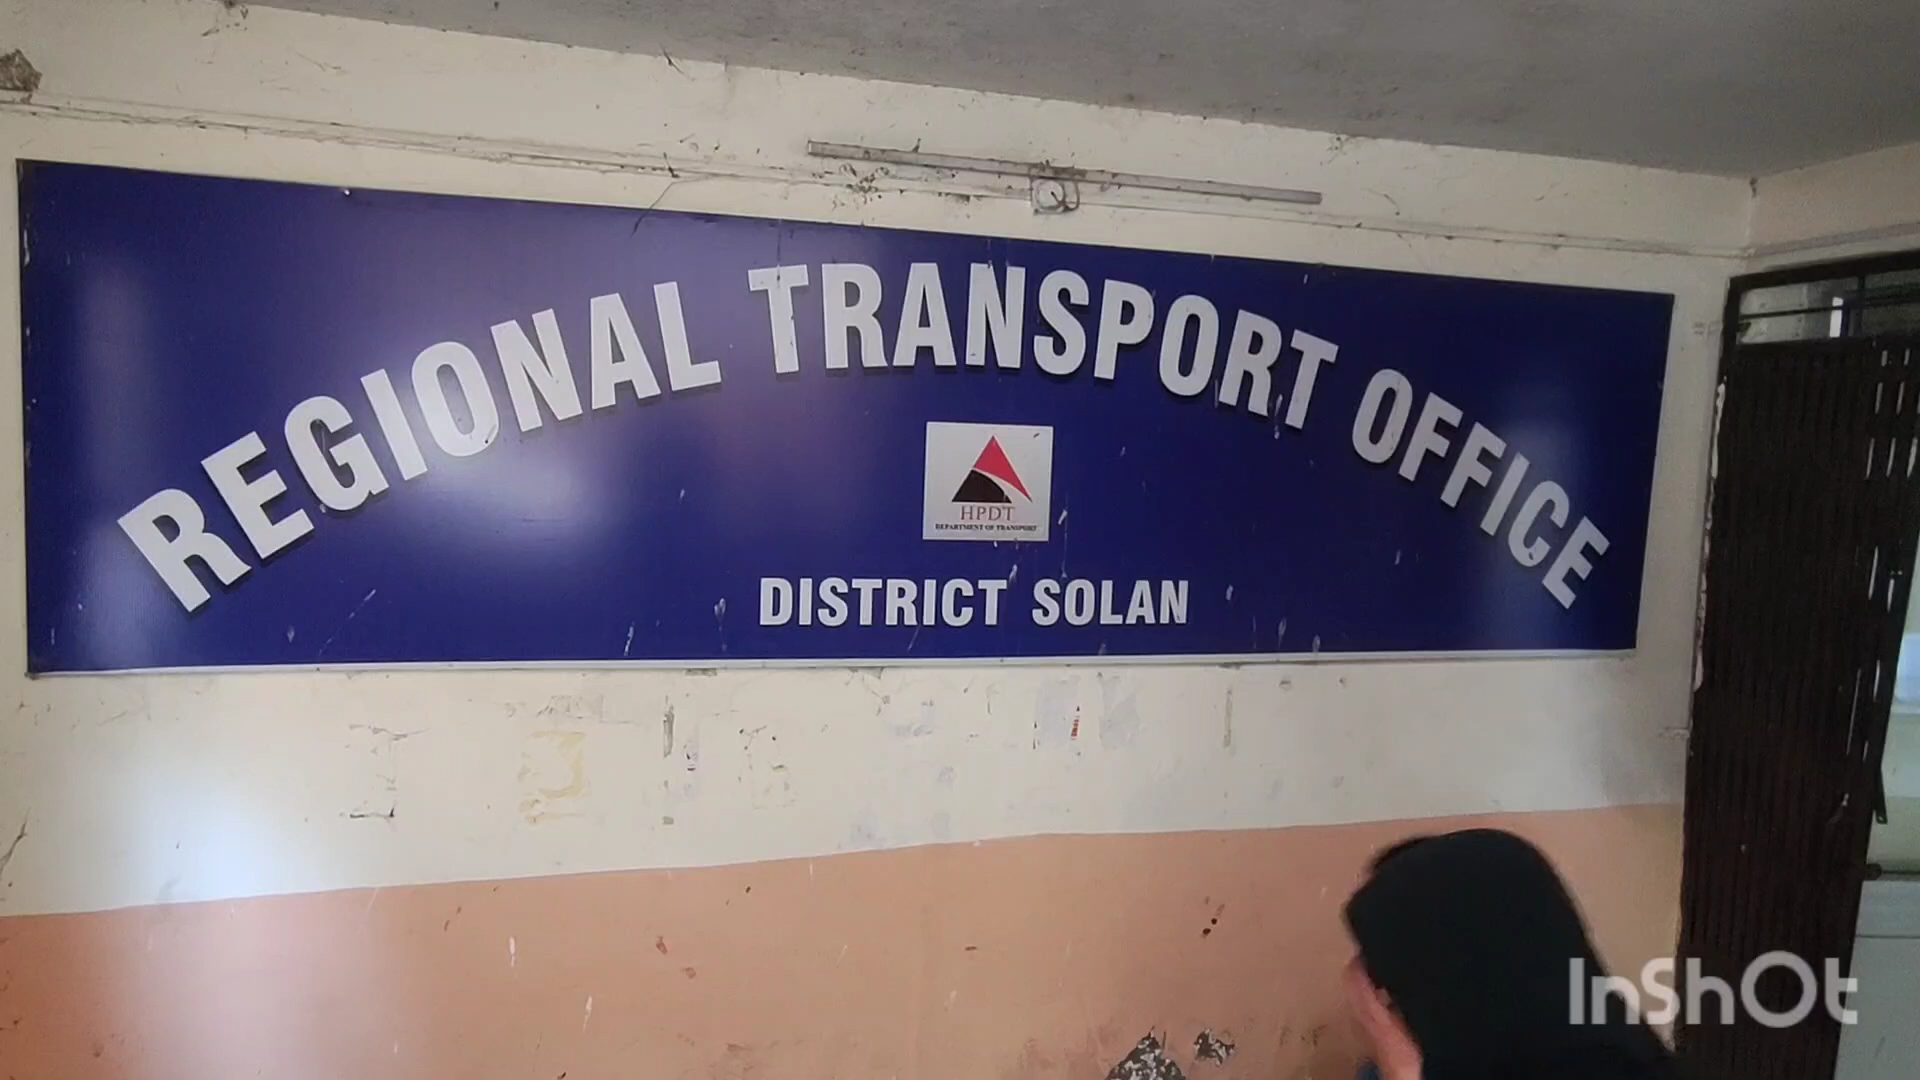 REGIONAL TRANSPORT OFFICE
HPDT
DEPARTMENT OF TRANSPORT
DISTRICT SOLAN
InShOt